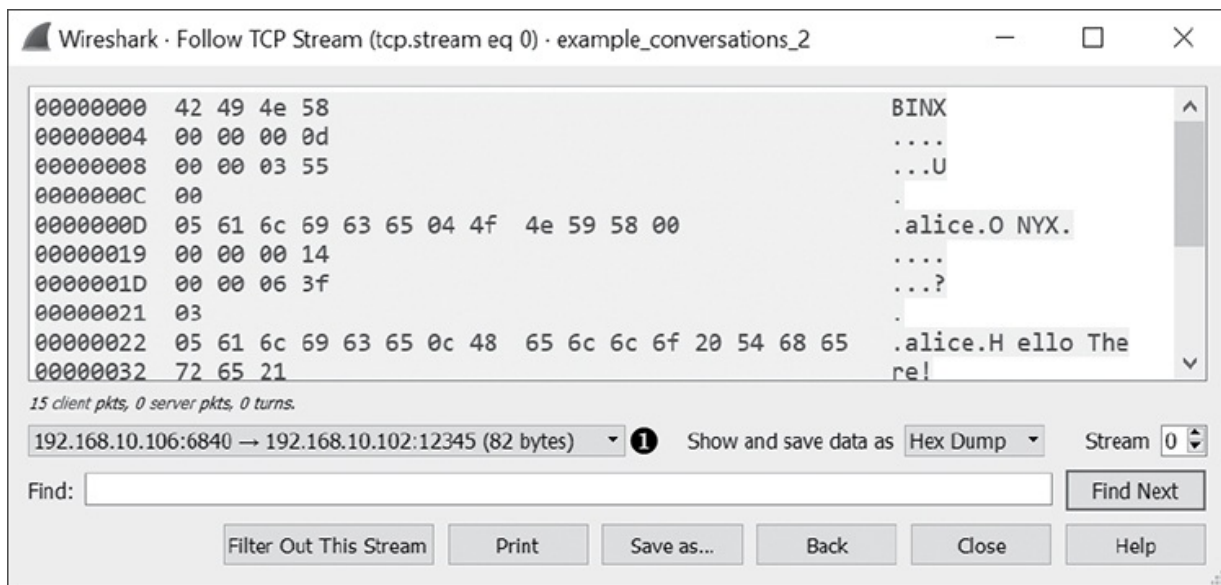 Wireshark · Follow TCP Stream (tcp.stream eq 0) · example_conversations_2
00000000 42 49 4e 58 BINX
00000004 00 00 00 0d ....
00000008 00 00 03 55 ...U
0000000C 00 .
0000000D 05 61 6c 69 63 65 04 4f 4e 59 58 00 .alice.O NYX.
00000019 00 00 00 14 ....
0000001D 00 00 06 3f ...?
00000021 03 .
00000022 05 61 6c 69 63 65 0c 48 65 6c 6c 6f 20 54 68 65 .alice.H ello The
00000032 72 65 21 re!
15 client pkts, 0 server pkts, 0 turns.
192.168.10.106:6840 → 192.168.10.102:12345 (82 bytes) ❶ Show and save data as Hex Dump Stream 0
Find: Find Next
Filter Out This Stream Print Save as... Back Close Help